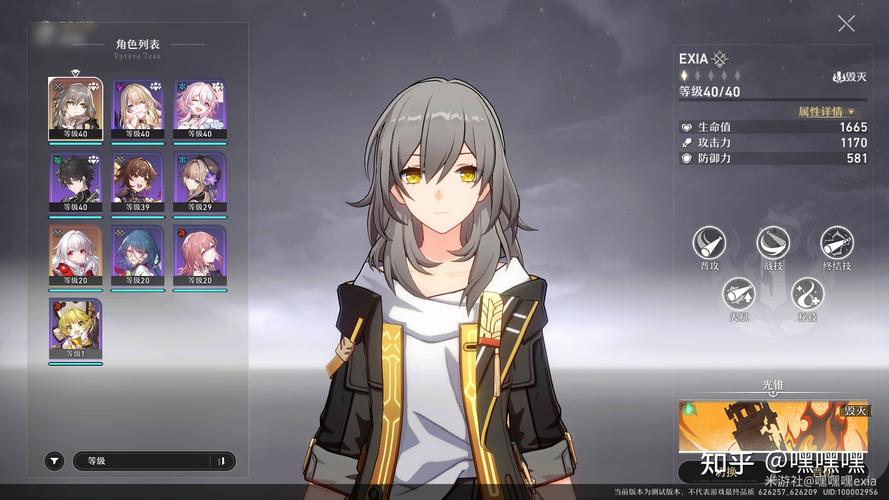 角色列表
等级40
等级40
等级40
等级40
等级39
等级29
等级20
等级20
等级20
等级1
等级
EXIA
毁灭
等级40/40
属性详情
生命值 1665
攻击力 1170
防御力 581
普攻
战技
终结技
天赋
秘技
光锥
毁灭
切换
知乎 @嘿嘿嘿
米游社@嘿嘿嘿exia
当前版本为测试版本，不代表游戏最终品质 626257_626209 UID:100002956